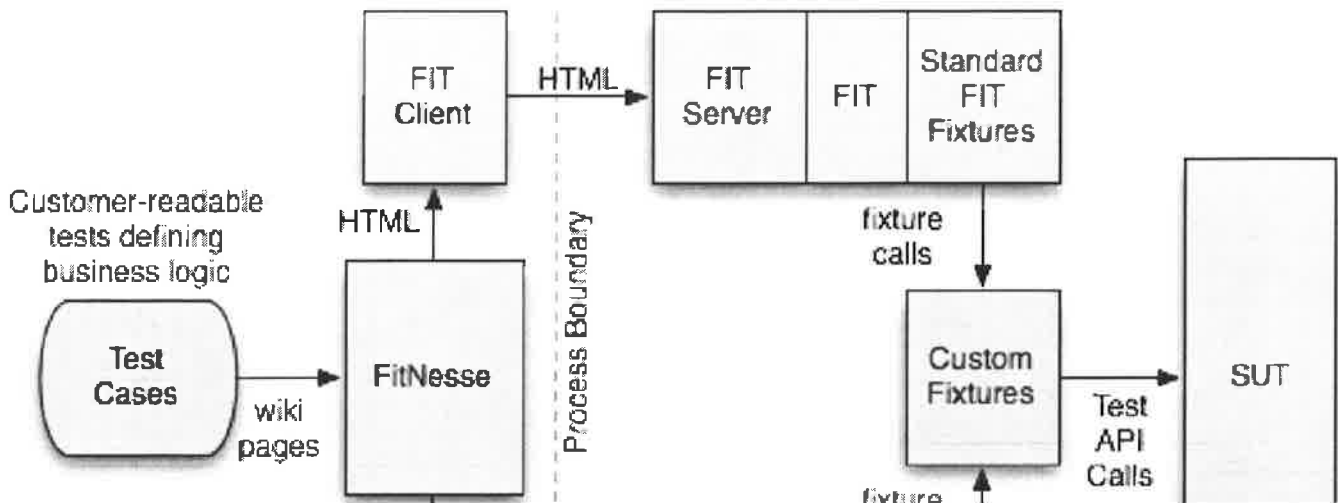 FIT
Client
HTML
FIT
Server
FIT
Standard
FIT
Fixtures
Customer-readable
tests defining
business logic
HTML
Process Boundary
fixture
calls
Test
Cases
wiki
pages
FitNesse
Custom
Fixtures
Test
API
Calls
SUT
fixture